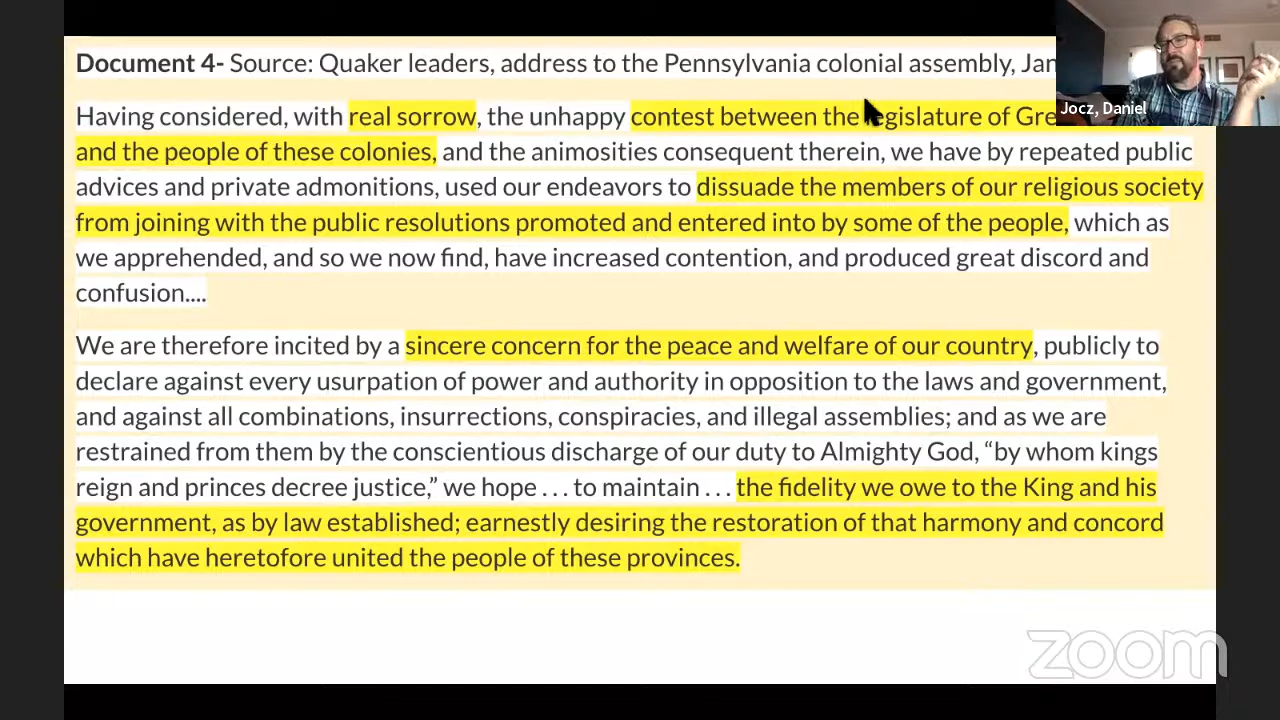 Document 4- Source: Quaker leaders, address to the Pennsylvania colonial assembly,
Jocz, Daniel
Having considered, with real sorrow, the unhappy contest between the legislature of
and the people of these colonies, and the animosities consequent therein, we have by repeated public
advices and private admonitions, used our endeavors to dissuade the members of our religious society
from joining with the public resolutions promoted and entered into by some of the people, which as
we apprehended, and so we now find, have increased contention, and produced great discord and
confusion....
We are therefore incited by a sincere concern for the peace and welfare of our country, publicly to
declare against every usurpation of power and authority in opposition to the laws and government,
and against all combinations, insurrections, conspiracies, and illegal assemblies; and as we are
restrained from them by the conscientious discharge of our duty to Almighty God, “by whom kings
reign and princes decree justice,” we hope . . . to maintain . . . the fidelity we owe to the King and his
government, as by law established; earnestly desiring the restoration of that harmony and concord
which have heretofore united the people of these provinces.
zoom